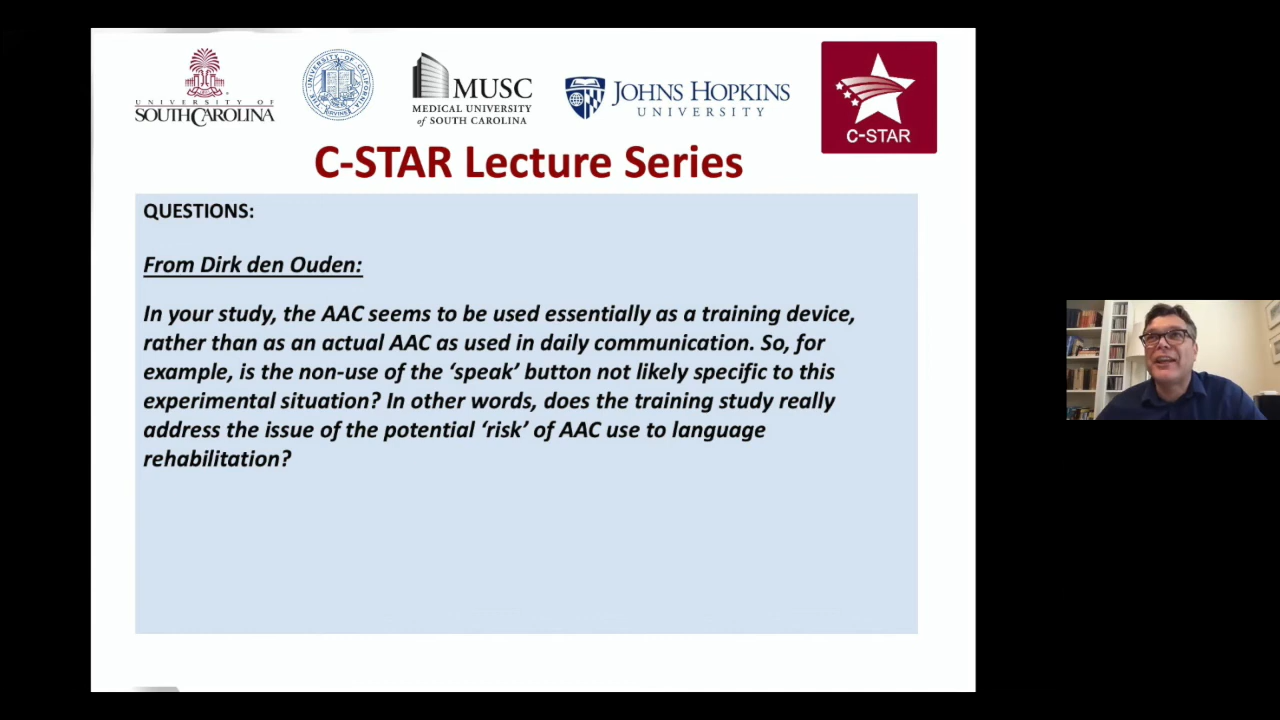 UNIVERSITY OF
SOUTH CAROLINA
MUSC
MEDICAL UNIVERSITY
of SOUTH CAROLINA
JOHNS HOPKINS
UNIVERSITY
C-STAR
C-STAR Lecture Series
QUESTIONS:
From Dirk den Ouden:
In your study, the AAC seems to be used essentially as a training device,
rather than as an actual AAC as used in daily communication. So, for
example, is the non-use of the ‘speak’ button not likely specific to this
experimental situation? In other words, does the training study really
address the issue of the potential ‘risk’ of AAC use to language
rehabilitation?